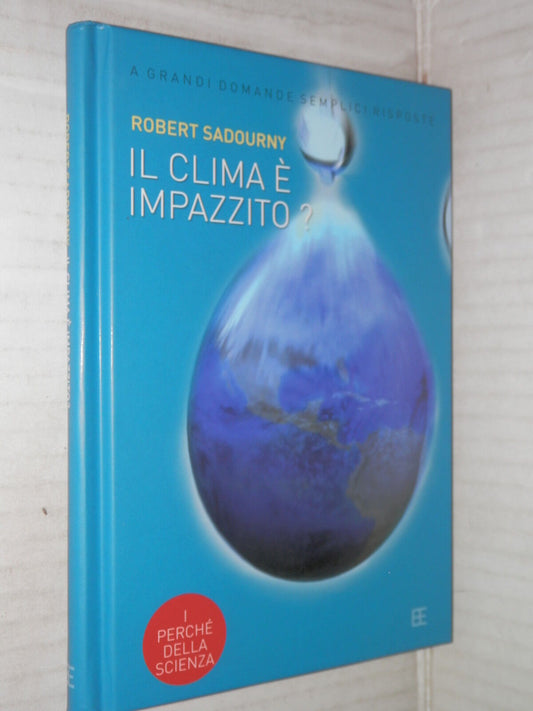 A GRANDI DOMANDE SEMPLICI RISPOSTE
ROBERT SADOURNY
IL CLIMA È
IMPAZZITO ?
I
PERCHÉ
DELLA
SCIENZA